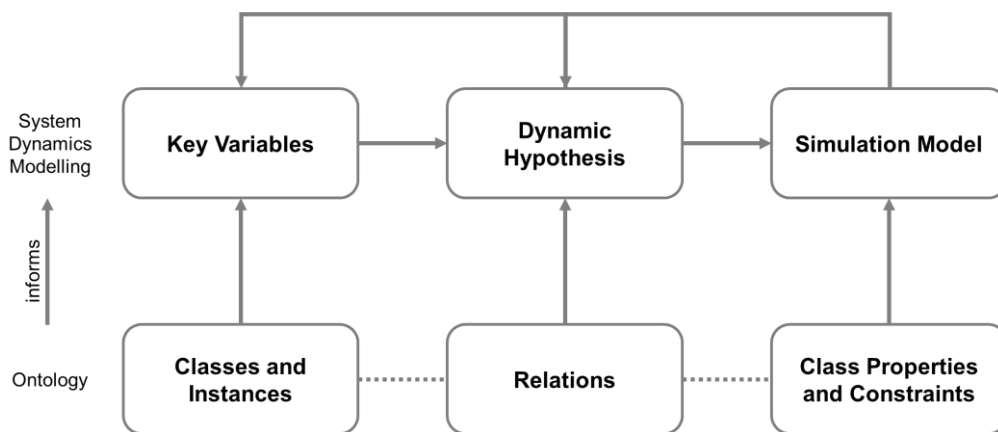 System
Dynamics
Modelling
Key Variables
Dynamic
Hypothesis
Simulation Model
informs
Ontology
Classes and
Instances
Relations
Class Properties
and Constraints